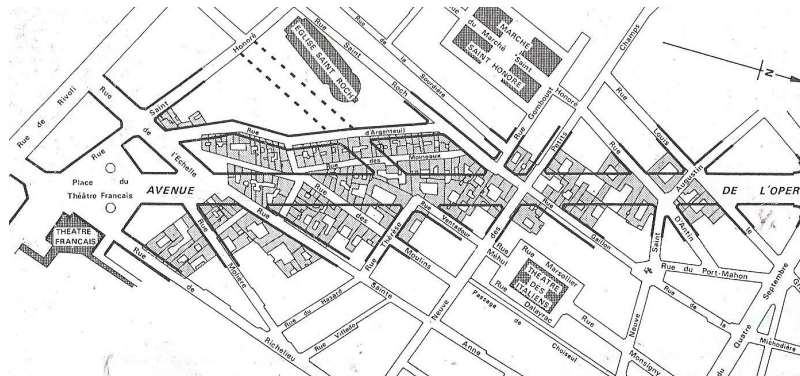 Rue de Rivoli
Rue Saint Honoré
Rue de l'Echelle
EGLISE SAINT ROCH
Rue Saint Roch
Rue de la Sourdière
Rue du Marché Saint
MARCHE
SAINT HONORE
Rue Gomboust
Honoré
Champs
N
Rue d'Argenteuil
Rue des Moineaux
Petits
Rue Louis
Rue
Augustin
le
Place du
Théâtre Francais
AVENUE
DE L'OPER
THEATRE
FRANCAIS
Rue Molière
Rue de Richelieu
Rue des
Rue Thérèse
Rue Ventadour
Moulins
Rue Sainte Anne
Rue du Hazard
Rue Villedo
Rue Neuve des
Rue Gaillon
Rue Méhul
Rue Marsollier
THEATRE
DES
ITALIENS
Rue Dalayrac
Passage de Choiseul
Rue Monsigny
Rue Neuve Saint
D'Antin
Rue du Port-Mahon
Rue de la
Michodière
du Quatre Septembre